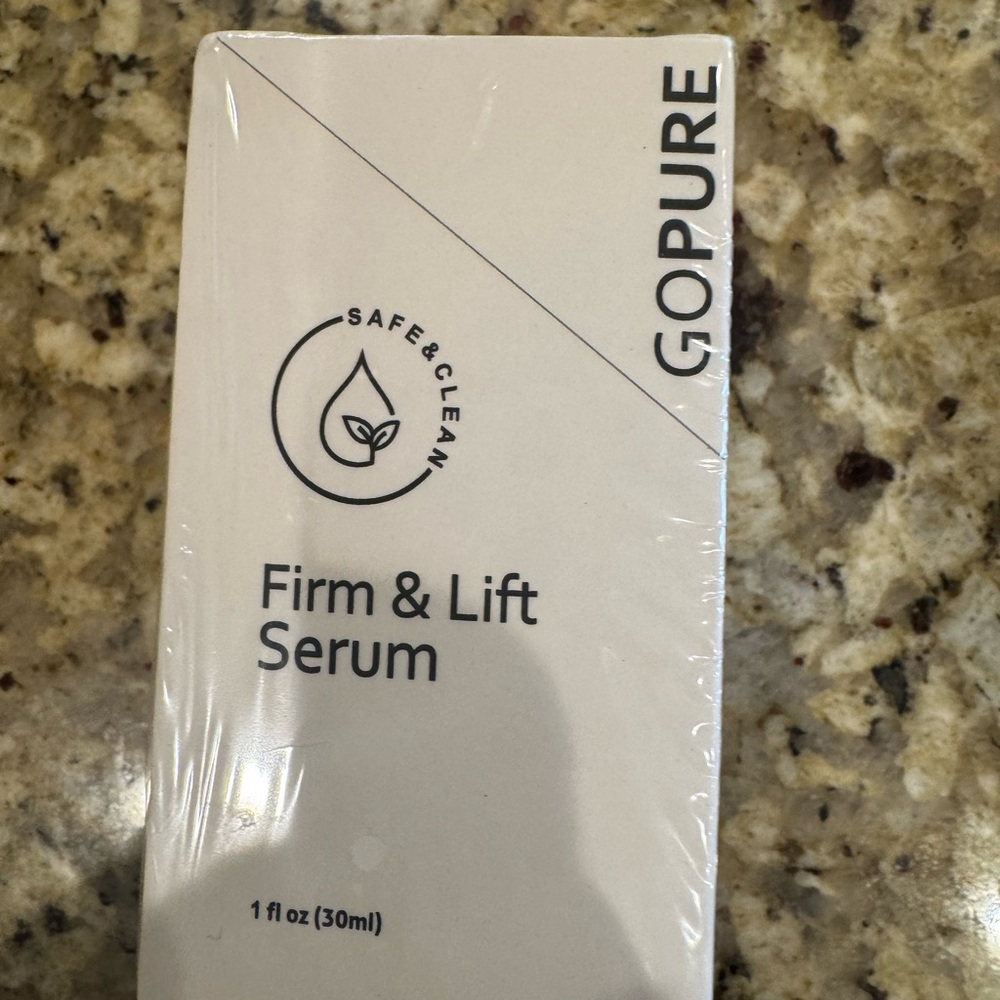 GOPURE
SAFE & CLEAN
Firm & Lift
Serum
1 fl oz (30ml)